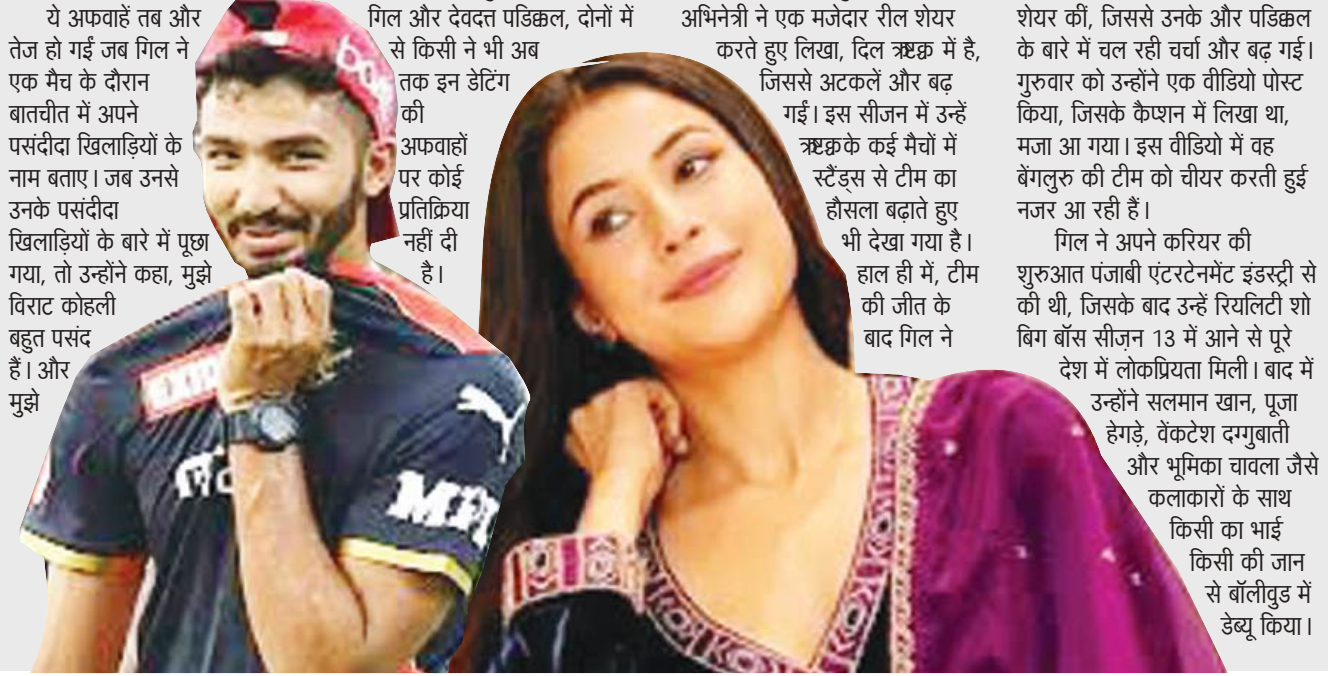 ये अफवाहें तब और
तेज हो गईं जब गिल ने
एक मैच के दौरान
बातचीत में अपने
पसंदीदा खिलाड़ियों के
नाम बताए। जब उनसे
उनके पसंदीदा
खिलाड़ियों के बारे में पूछा
गया, तो उन्होंने कहा, मुझे
विराट कोहली
बहुत पसंद
हैं। और
मुझे
गिल और देवदत्त पडिक्कल, दोनों में
से किसी ने भी अब
तक इन डेटिंग
की
अफवाहों
पर कोई
प्रतिक्रिया
नहीं दी
है।
अभिनेत्री ने एक मजेदार रील शेयर
करते हुए लिखा, दिल में है,
जिससे अटकलें और बढ़
गईं। इस सीजन में उन्हें
के कई मैचों में
स्टैंड्स से टीम का
हौसला बढ़ाते हुए
भी देखा गया है।
हाल ही में, टीम
की जीत के
बाद गिल ने
शेयर कीं, जिससे उनके और पडिक्कल
के बारे में चल रही चर्चा और बढ़ गई।
गुरुवार को उन्होंने एक वीडियो पोस्ट
किया, जिसके कैप्शन में लिखा था,
मजा आ गया। इस वीडियो में वह
बेंगलुरु की टीम को चीयर करती हुई
नजर आ रही हैं।
गिल ने अपने करियर की
शुरुआत पंजाबी एंटरटेनमेंट इंडस्ट्री से
की थी, जिसके बाद उन्हें रियलिटी शो
बिग बॉस सीज़न 13 में आने से पूरे
देश में लोकप्रियता मिली। बाद में
उन्होंने सलमान खान, पूजा
हेगड़े, वेंकटेश दग्गुबाती
और भूमिका चावला जैसे
कलाकारों के साथ
किसी का भाई
किसी की जान
से बॉलीवुड में
डेब्यू किया।